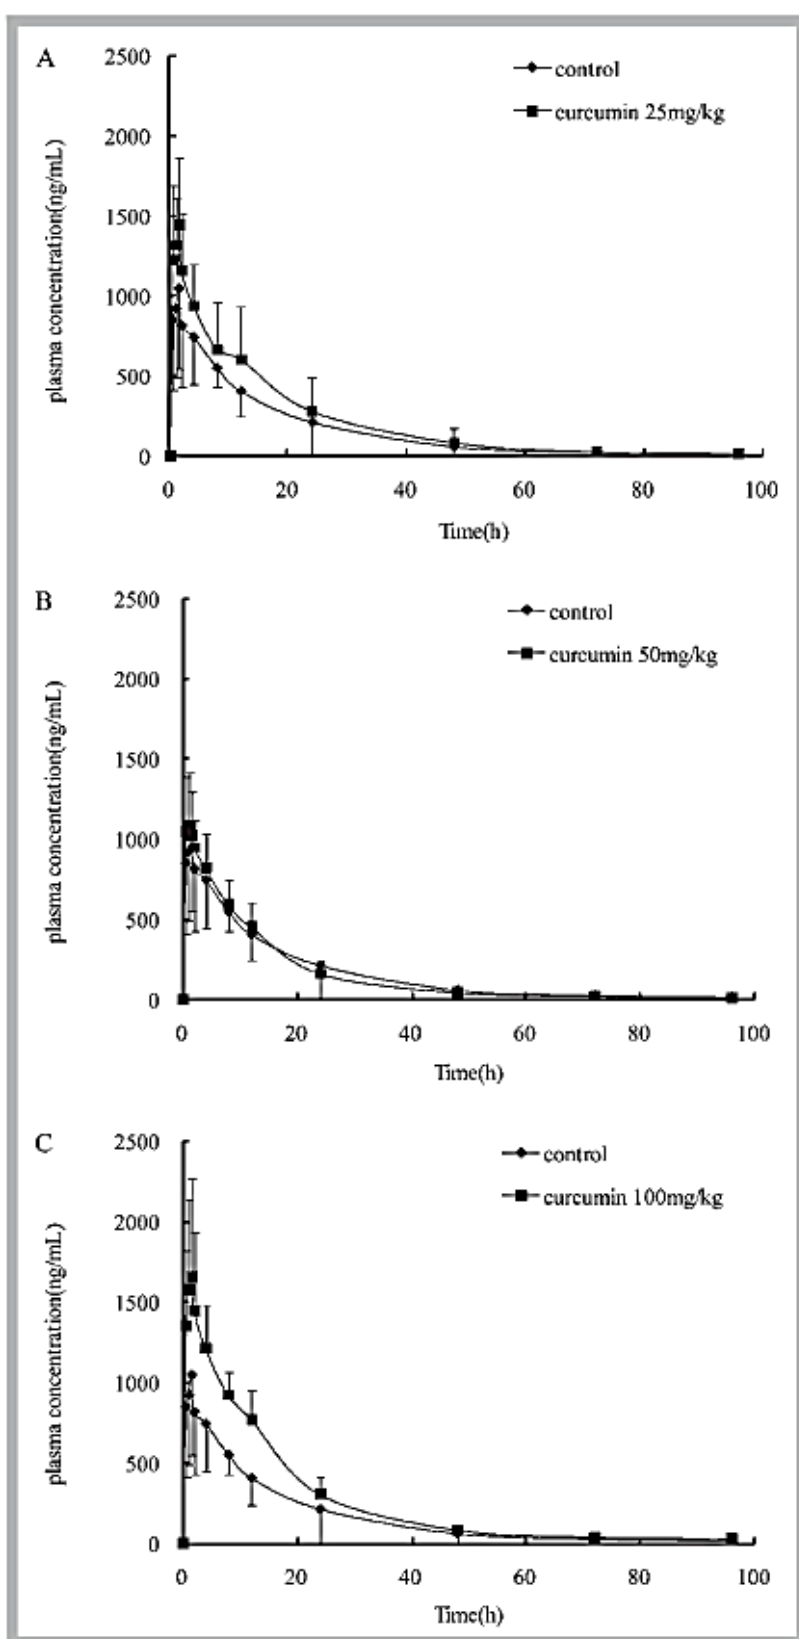 A
2500
control
curcumin 25mg/kg
2000
1500
1000
500
0
plasma concentration(ng/mL)
0 20 40 60 80 100
Time(h)
B
2500
control
curcumin 50mg/kg
2000
1500
1000
500
0
plasma concentration(ng/mL)
0 20 40 60 80 100
Time(h)
C
2500
control
curcumin 100mg/kg
2000
1500
1000
500
0
plasma concentration(ng/mL)
0 20 40 60 80 100
Time(h)